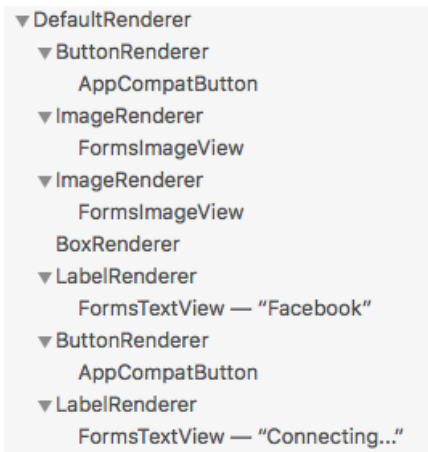 DefaultRenderer
ButtonRenderer
AppCompatButton
ImageRenderer
FormsImageView
ImageRenderer
FormsImageView
BoxRenderer
LabelRenderer
FormsTextView — “Facebook”
ButtonRenderer
AppCompatButton
LabelRenderer
FormsTextView — “Connecting...”